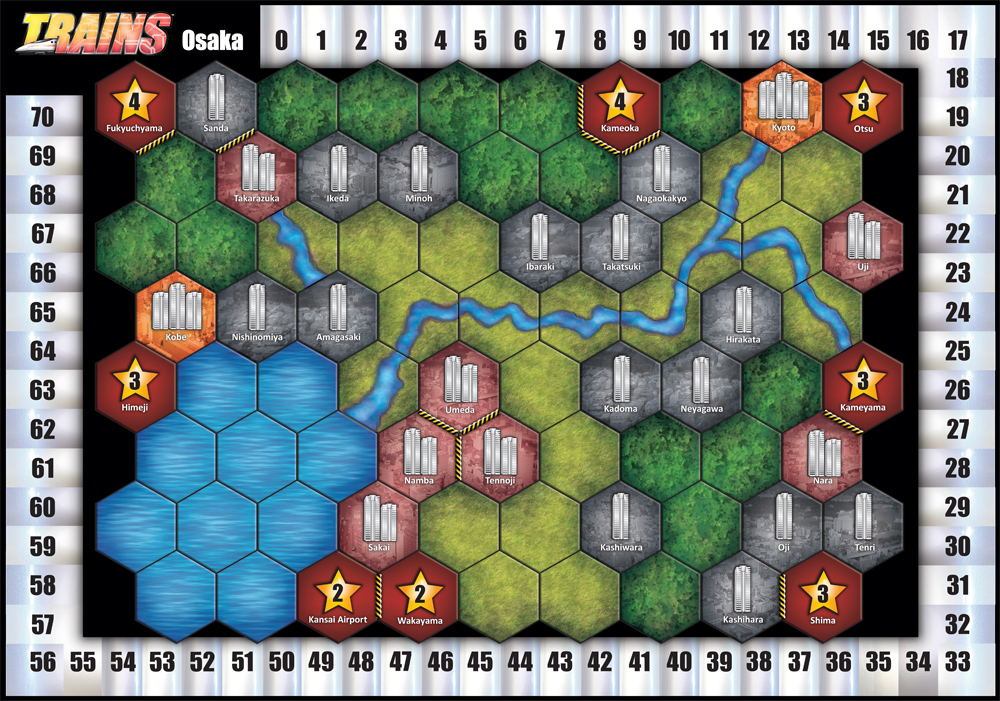 TRAINS™ Osaka 0 1 2 3 4 5 6 7 8 9 10 11 12 13 14 15 16 17
18
4 4 3
Fukyuchyama Sanda Kameoka Kyoto Otsu
70 19
69 20
Takarazuka Ikeda Minoh Nagaokakyo
68 21
67 22
Ibaraki Takatsuki Uji
66 23
65 24
Kobe Nishinomiya Amagasaki Hirakata
64 25
63 3 3 26
Himeji Umeda Kadoma Neyagawa Kameyama
62 27
61 28
Namba Tennoji Nara
60 29
59 30
Sakai Kashiwara Oji Tenri
58 31
2 2 3
Kansai Airport Wakayama Kashihara Shima
57 32
56 55 54 53 52 51 50 49 48 47 46 45 44 43 42 41 40 39 38 37 36 35 34 33